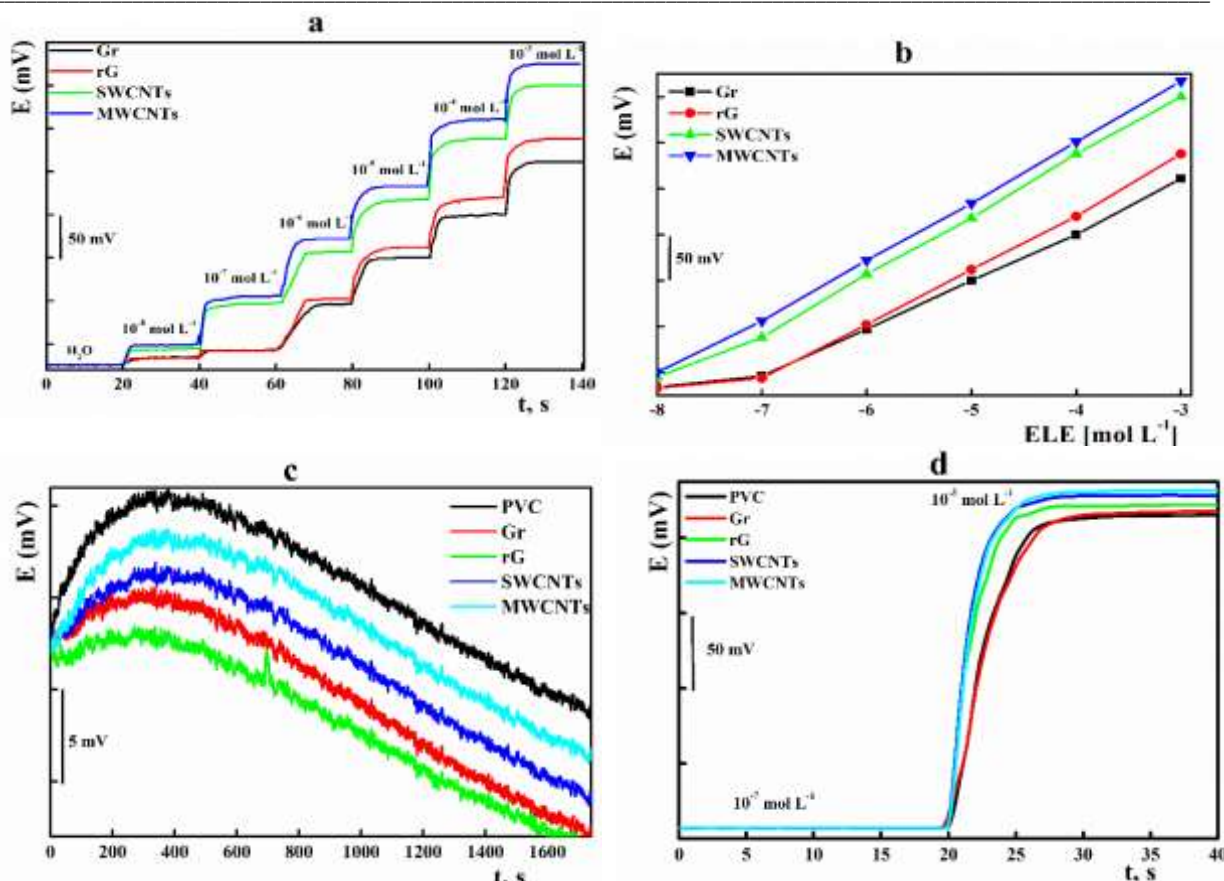 a
E (mV)
Gr
rG
SWCNTs
MWCNTs
10⁻³ mol L⁻¹
10⁻⁴ mol L⁻¹
10⁻⁵ mol L⁻¹
10⁻⁶ mol L⁻¹
50 mV
10⁻⁷ mol L⁻¹
10⁻⁸ mol L⁻¹
H₂O
0 20 40 60 80 100 120 140
t, s
b
E (mV)
Gr
rG
SWCNTs
MWCNTs
50 mV
-8 -7 -6 -5 -4 -3
ELE [mol L⁻¹]
c
E (mV)
PVC
Gr
rG
SWCNTs
MWCNTs
5 mV
0 200 400 600 800 1000 1200 1400 1600
t, s
d
E (mV)
PVC
Gr
rG
SWCNTs
MWCNTs
10⁻³ mol L⁻¹
50 mV
10⁻⁷ mol L⁻¹
0 5 10 15 20 25 30 35 40
t, s